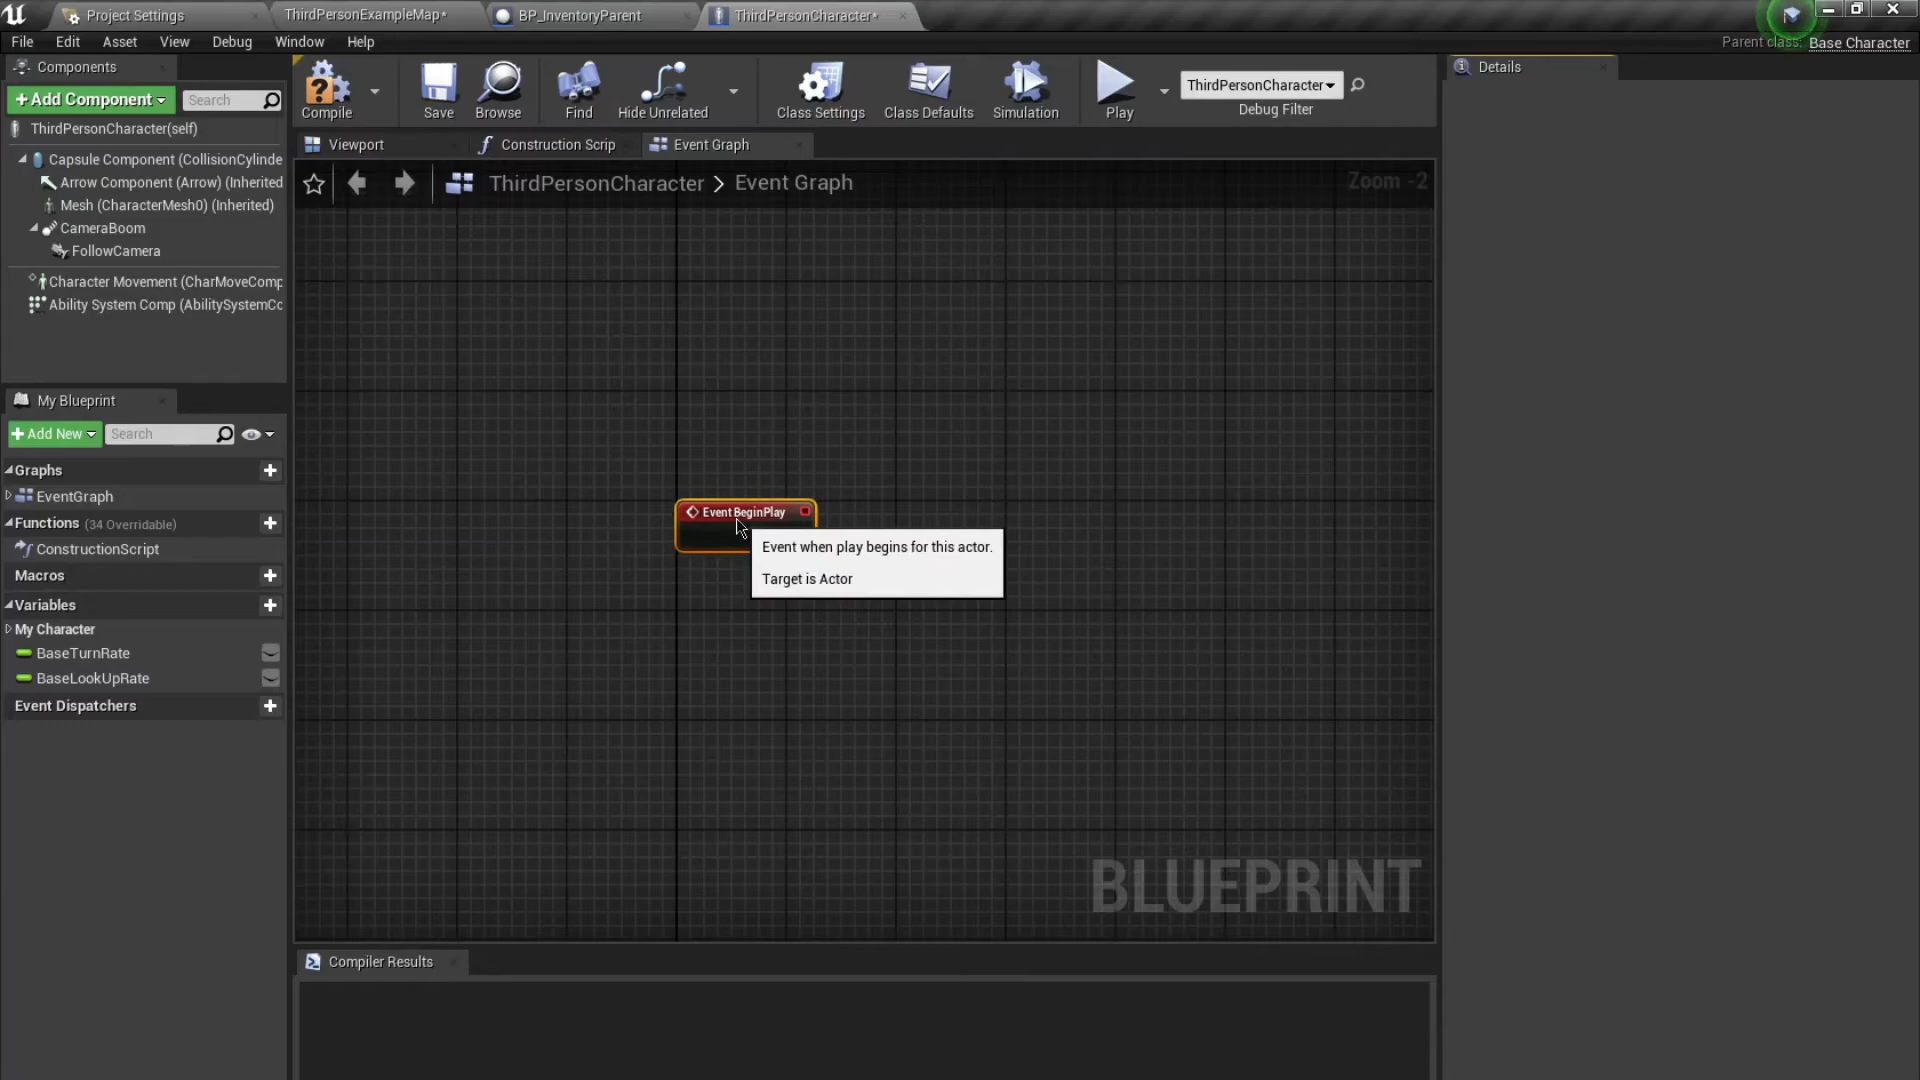 Project Settings
ThirdPersonExampleMap*
BP_InventoryParent
ThirdPersonCharacter*
File Edit Asset View Debug Window Help
Parent class: Base Character
Components
+Add Component
Search
ThirdPersonCharacter(self)
Capsule Component (CollisionCylinde
Arrow Component (Arrow) (Inherited
Mesh (CharacterMesh0) (Inherited)
CameraBoom
FollowCamera
Character Movement (CharMoveComp
Ability System Comp (AbilitySystemCo
My Blueprint
+Add New
Search
Graphs
EventGraph
Functions (34 Overridable)
ConstructionScript
Macros
Variables
My Character
BaseTurnRate
BaseLookUpRate
Event Dispatchers
Compile
Save
Browse
Find
Hide Unrelated
Class Settings
Class Defaults
Simulation
Play
ThirdPersonCharacter
Debug Filter
Viewport
Construction Scrip
Event Graph
ThirdPersonCharacter > Event Graph
Zoom -2
Event BeginPlay
Event when play begins for this actor.
Target is Actor
BLUEPRINT
Compiler Results
Details